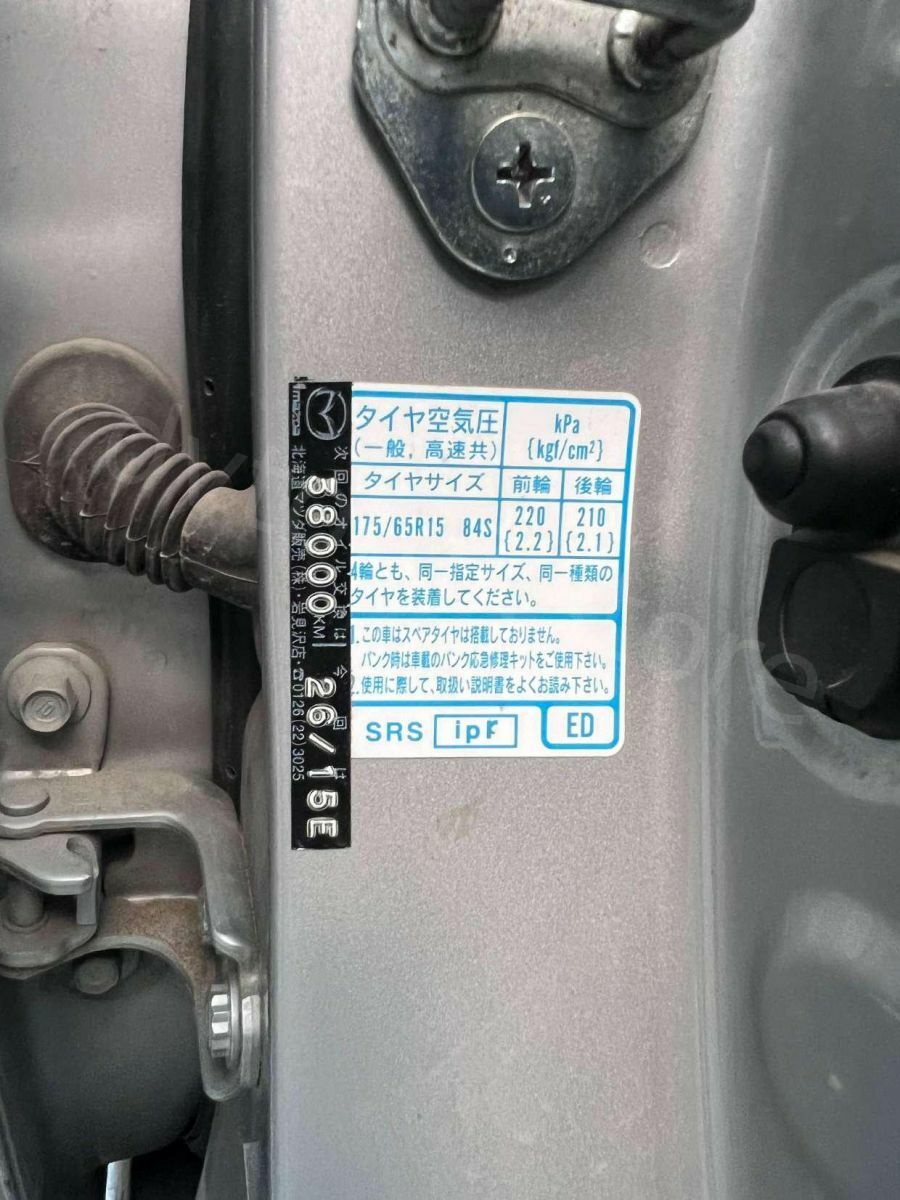 mazda
次回のオイル交換は 今回は
38000KM 26/15E
北海道マツダ販売(株)・岩見沢店・☎0126(22)3025
タイヤ空気圧
(一般, 高速共)
kPa
{kgf/cm²}
タイヤサイズ 前輪 後輪
175/65R15 84S 220 210
{2.2} {2.1}
4輪とも、同一指定サイズ、同一種類の
タイヤを装着してください。
1.この車はスペアタイヤは搭載しておりません。
パンク時は車載のパンク応急修理キットをご使用下さい。
2.使用に際して、取扱い説明書をよくお読み下さい。
SRS ipr ED